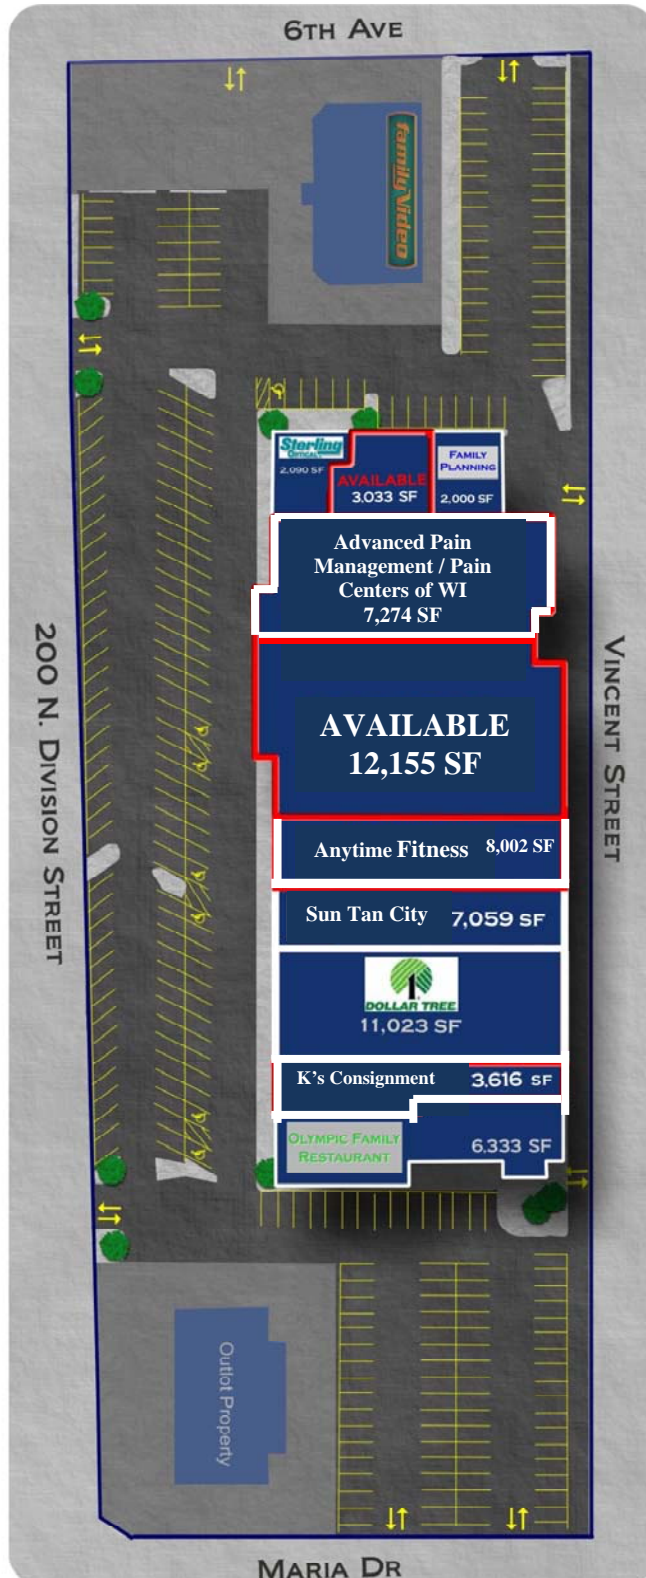 6TH AVE
family Video
Sterling
OPTICAL
2,090 SF
AVAILABLE
3,033 SF
FAMILY
PLANNING
2,000 SF
Advanced Pain
Management / Pain
Centers of WI
7,274 SF
AVAILABLE
12,155 SF
Anytime Fitness 8,002 SF
Sun Tan City 7,059 SF
DOLLAR TREE
11,023 SF
K's Consignment 3,616 SF
OLYMPIC FAMILY
RESTAURANT
6,333 SF
200 N. DIVISION STREET
VINCENT STREET
Outlot Property
MARIA DR